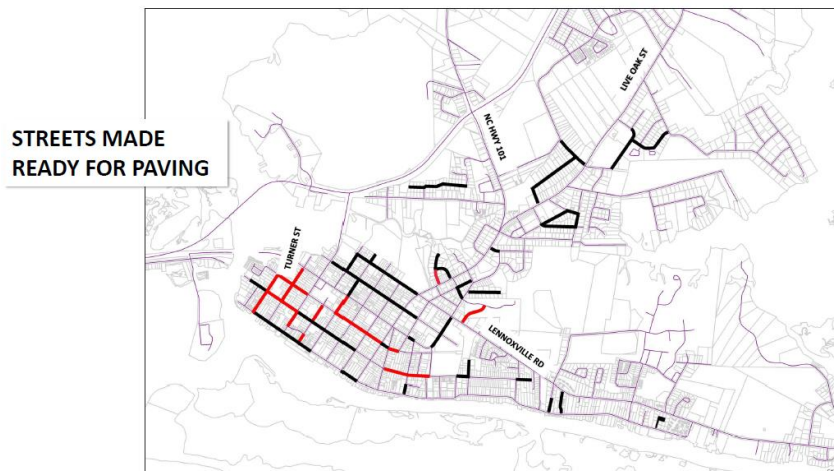 STREETS MADE
READY FOR PAVING
LIVE OAK ST
NC HWY 101
TURNER ST
LENNOXVILLE RD